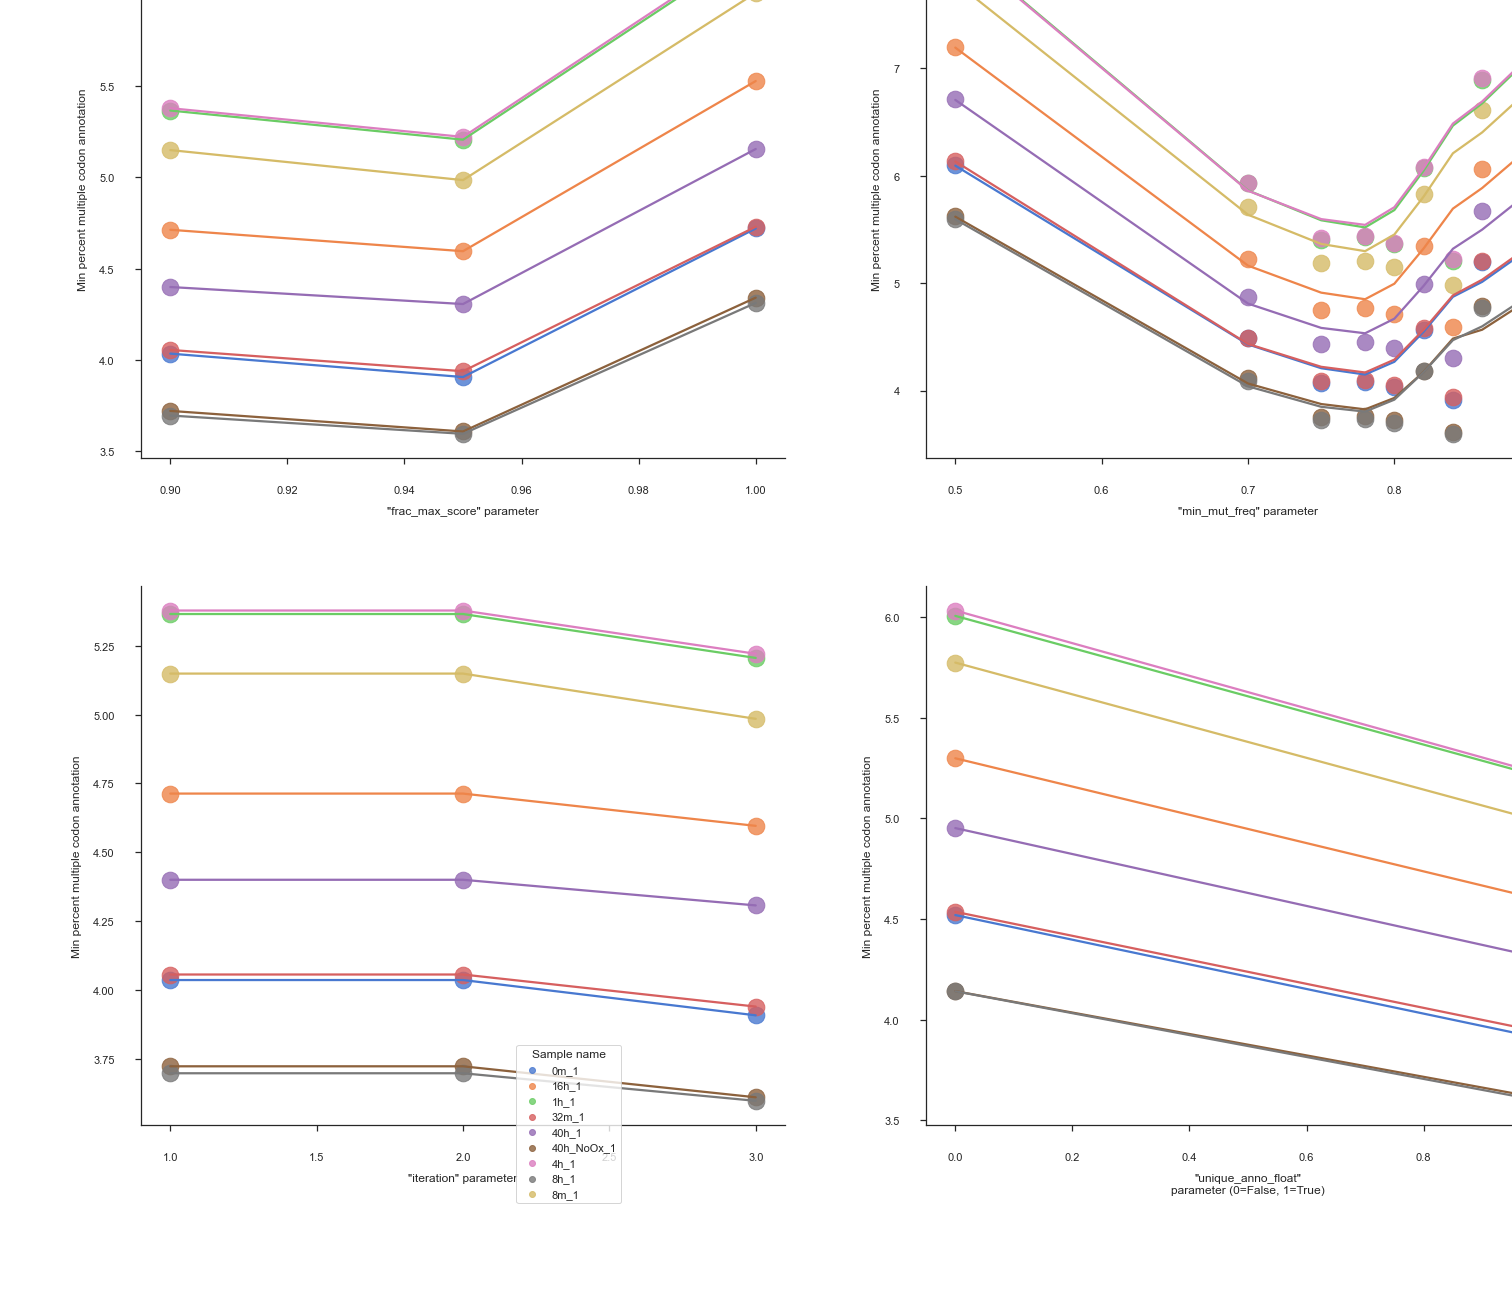 5.5
5.0
4.5
4.0
3.5
Min percent multiple codon annotation
0.90 0.92 0.94 0.96 0.98 1.00
"frac_max_score" parameter
7
6
5
4
Min percent multiple codon annotation
0.5 0.6 0.7 0.8
"min_mut_freq" parameter
5.25
5.00
4.75
4.50
4.25
4.00
3.75
Min percent multiple codon annotation
1.0 1.5 2.0 2.5 3.0
"iteration" parameter
Sample name
0m_1
16h_1
1h_1
32m_1
40h_1
40h_NoOx_1
4h_1
8h_1
8m_1
6.0
5.5
5.0
4.5
4.0
3.5
Min percent multiple codon annotation
0.0 0.2 0.4 0.6 0.8
"unique_anno_float"
parameter (0=False, 1=True)